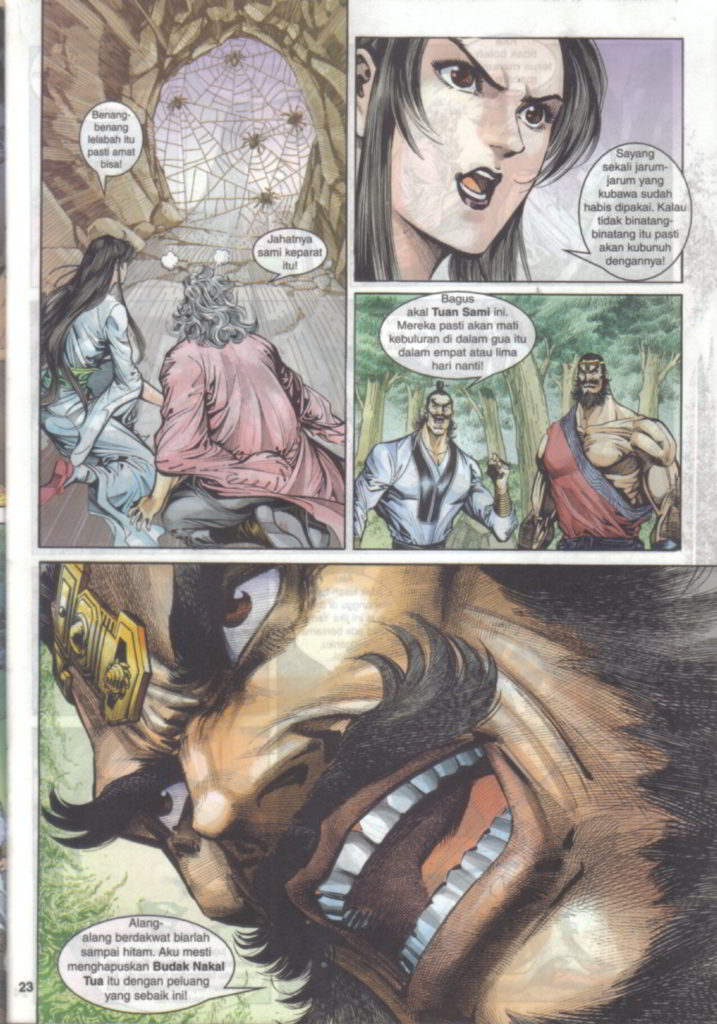 Benang-
benang
lelabah itu
pasti amat
bisa!
Jahatnya
sami keparat
itu!
Sayang
sekali jarum-
jarum yang
kubawa sudah
habis dipakai. Kalau
tidak binatang-
binatang itu pasti
akan kubunuh
dengannya!
Bagus
akal Tuan Sami ini.
Mereka pasti akan mati
kebuluran di dalam gua itu
dalam empat atau lima
hari nanti!
Alang-
alang berdakwat biarlah
sampai hitam. Aku mesti
menghapuskan Budak Nakal
Tua itu dengan peluang
yang sebaik ini!
23